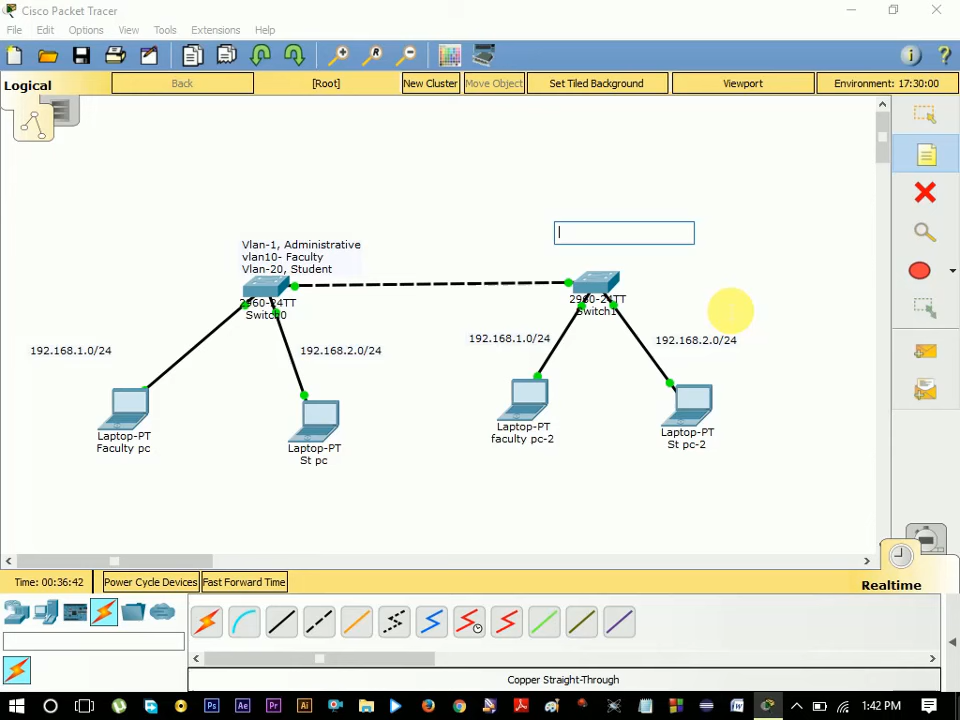 Cisco Packet Tracer
File Edit Options View Tools Extensions Help
Logical
Back
[Root]
New Cluster
Move Object
Set Tiled Background
Viewport
Environment: 17:30:00
Vlan-1, Administrative
vlan10- Faculty
Vlan-20, Student
2960-24TT
Switch0
2960-24TT
Switch1
192.168.1.0/24
192.168.2.0/24
192.168.1.0/24
192.168.2.0/24
Laptop-PT
Faculty pc
Laptop-PT
St pc
Laptop-PT
faculty pc-2
Laptop-PT
St pc-2
Time: 00:36:42
Power Cycle Devices
Fast Forward Time
Realtime
Copper Straight-Through
Ps
Ae
Pr
Ai
1:42 PM